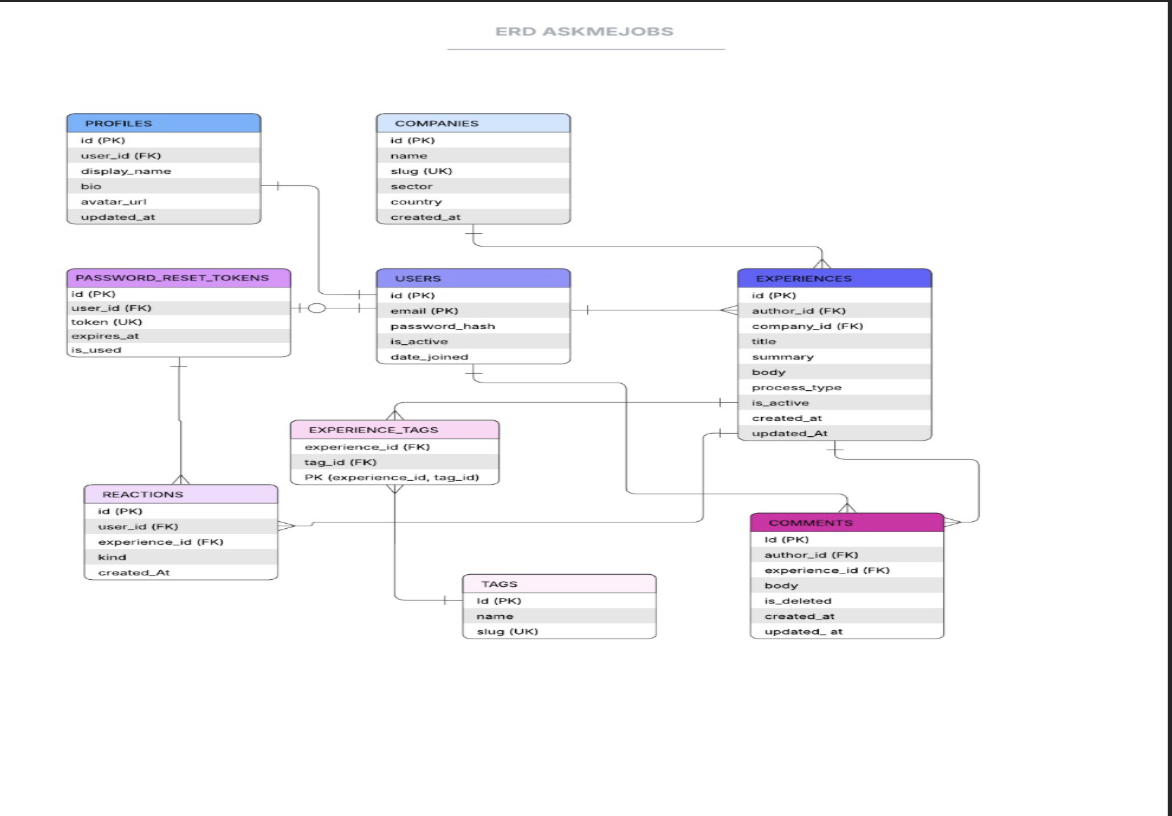 ERD ASKMEJOBS
PROFILES
id (PK)
user_id (FK)
display_name
bio
avatar_url
updated_at
COMPANIES
id (PK)
name
slug (UK)
sector
country
created_at
PASSWORD_RESET_TOKENS
id (PK)
user_id (FK)
token (UK)
expires_at
is_used
USERS
id (PK)
email (PK)
password_hash
is_active
date_joined
EXPERIENCES
id (PK)
author_id (FK)
company_id (FK)
title
summary
body
process_type
is_active
created_at
updated_At
EXPERIENCE_TAGS
experience_id (FK)
tag_id (FK)
PK (experience_id, tag_id)
REACTIONS
id (PK)
user_id (FK)
experience_id (FK)
kind
created_At
TAGS
Id (PK)
name
slug (UK)
COMMENTS
Id (PK)
author_id (FK)
experience_id (FK)
body
is_deleted
created_at
updated_ at